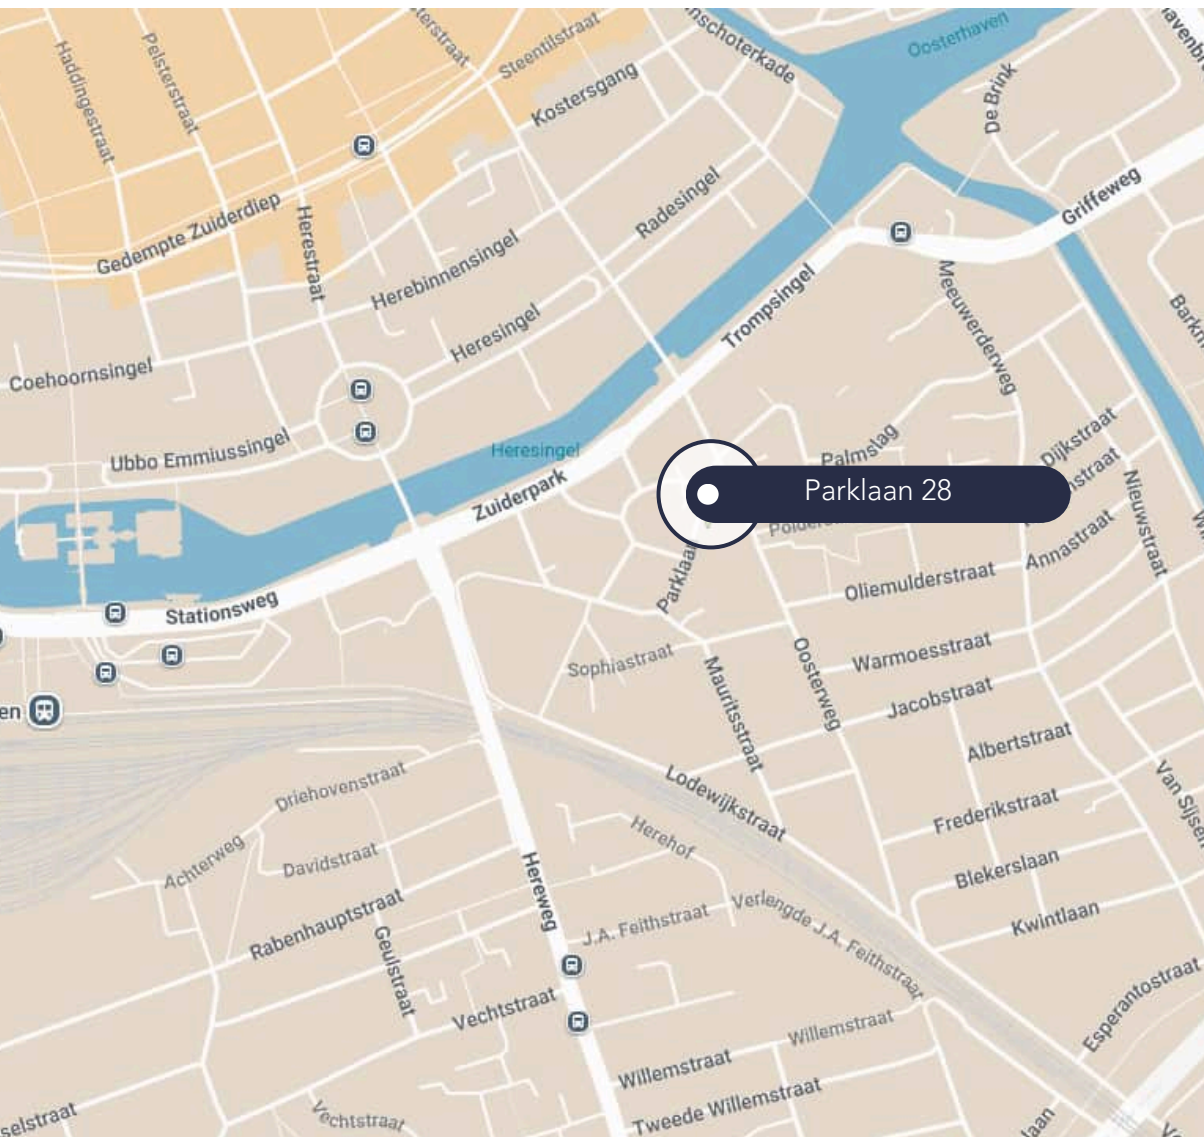 Haddingestraat
Pelsterstraat
Steentilstraat
Kostersgang
Oosterhaven
De Brink
Griffeweg
Gedempte Zuiderdiep
Herestraat
Radesingel
Herebinnensingel
Heresingel
Trompsingel
Meeuwerderweg
Coehoornsingel
Ubbo Emmiussingel
Heresingel
Zuiderpark
Palmslag
Dijkstraat
Parklaan 28
Nieuwstraat
Annastraat
Oliemulderstraat
Stationsweg
Sophiastraat
Mauritsstraat
Oosterweg
Warmoesstraat
Jacobstraat
Albertstraat
Lodewijkstraat
Driehovenstraat
Frederikstraat
Herehof
Achterweg
Davidstraat
Hereweg
Blekerslaan
Rabenhauptstraat
J.A. Feithstraat
Verlengde J.A. Feithstraat
Kwintlaan
Geulstraat
Vechtstraat
Esperantostraat
Willemstraat
Willemstraat
Tweede Willemstraat
Vechtstraat